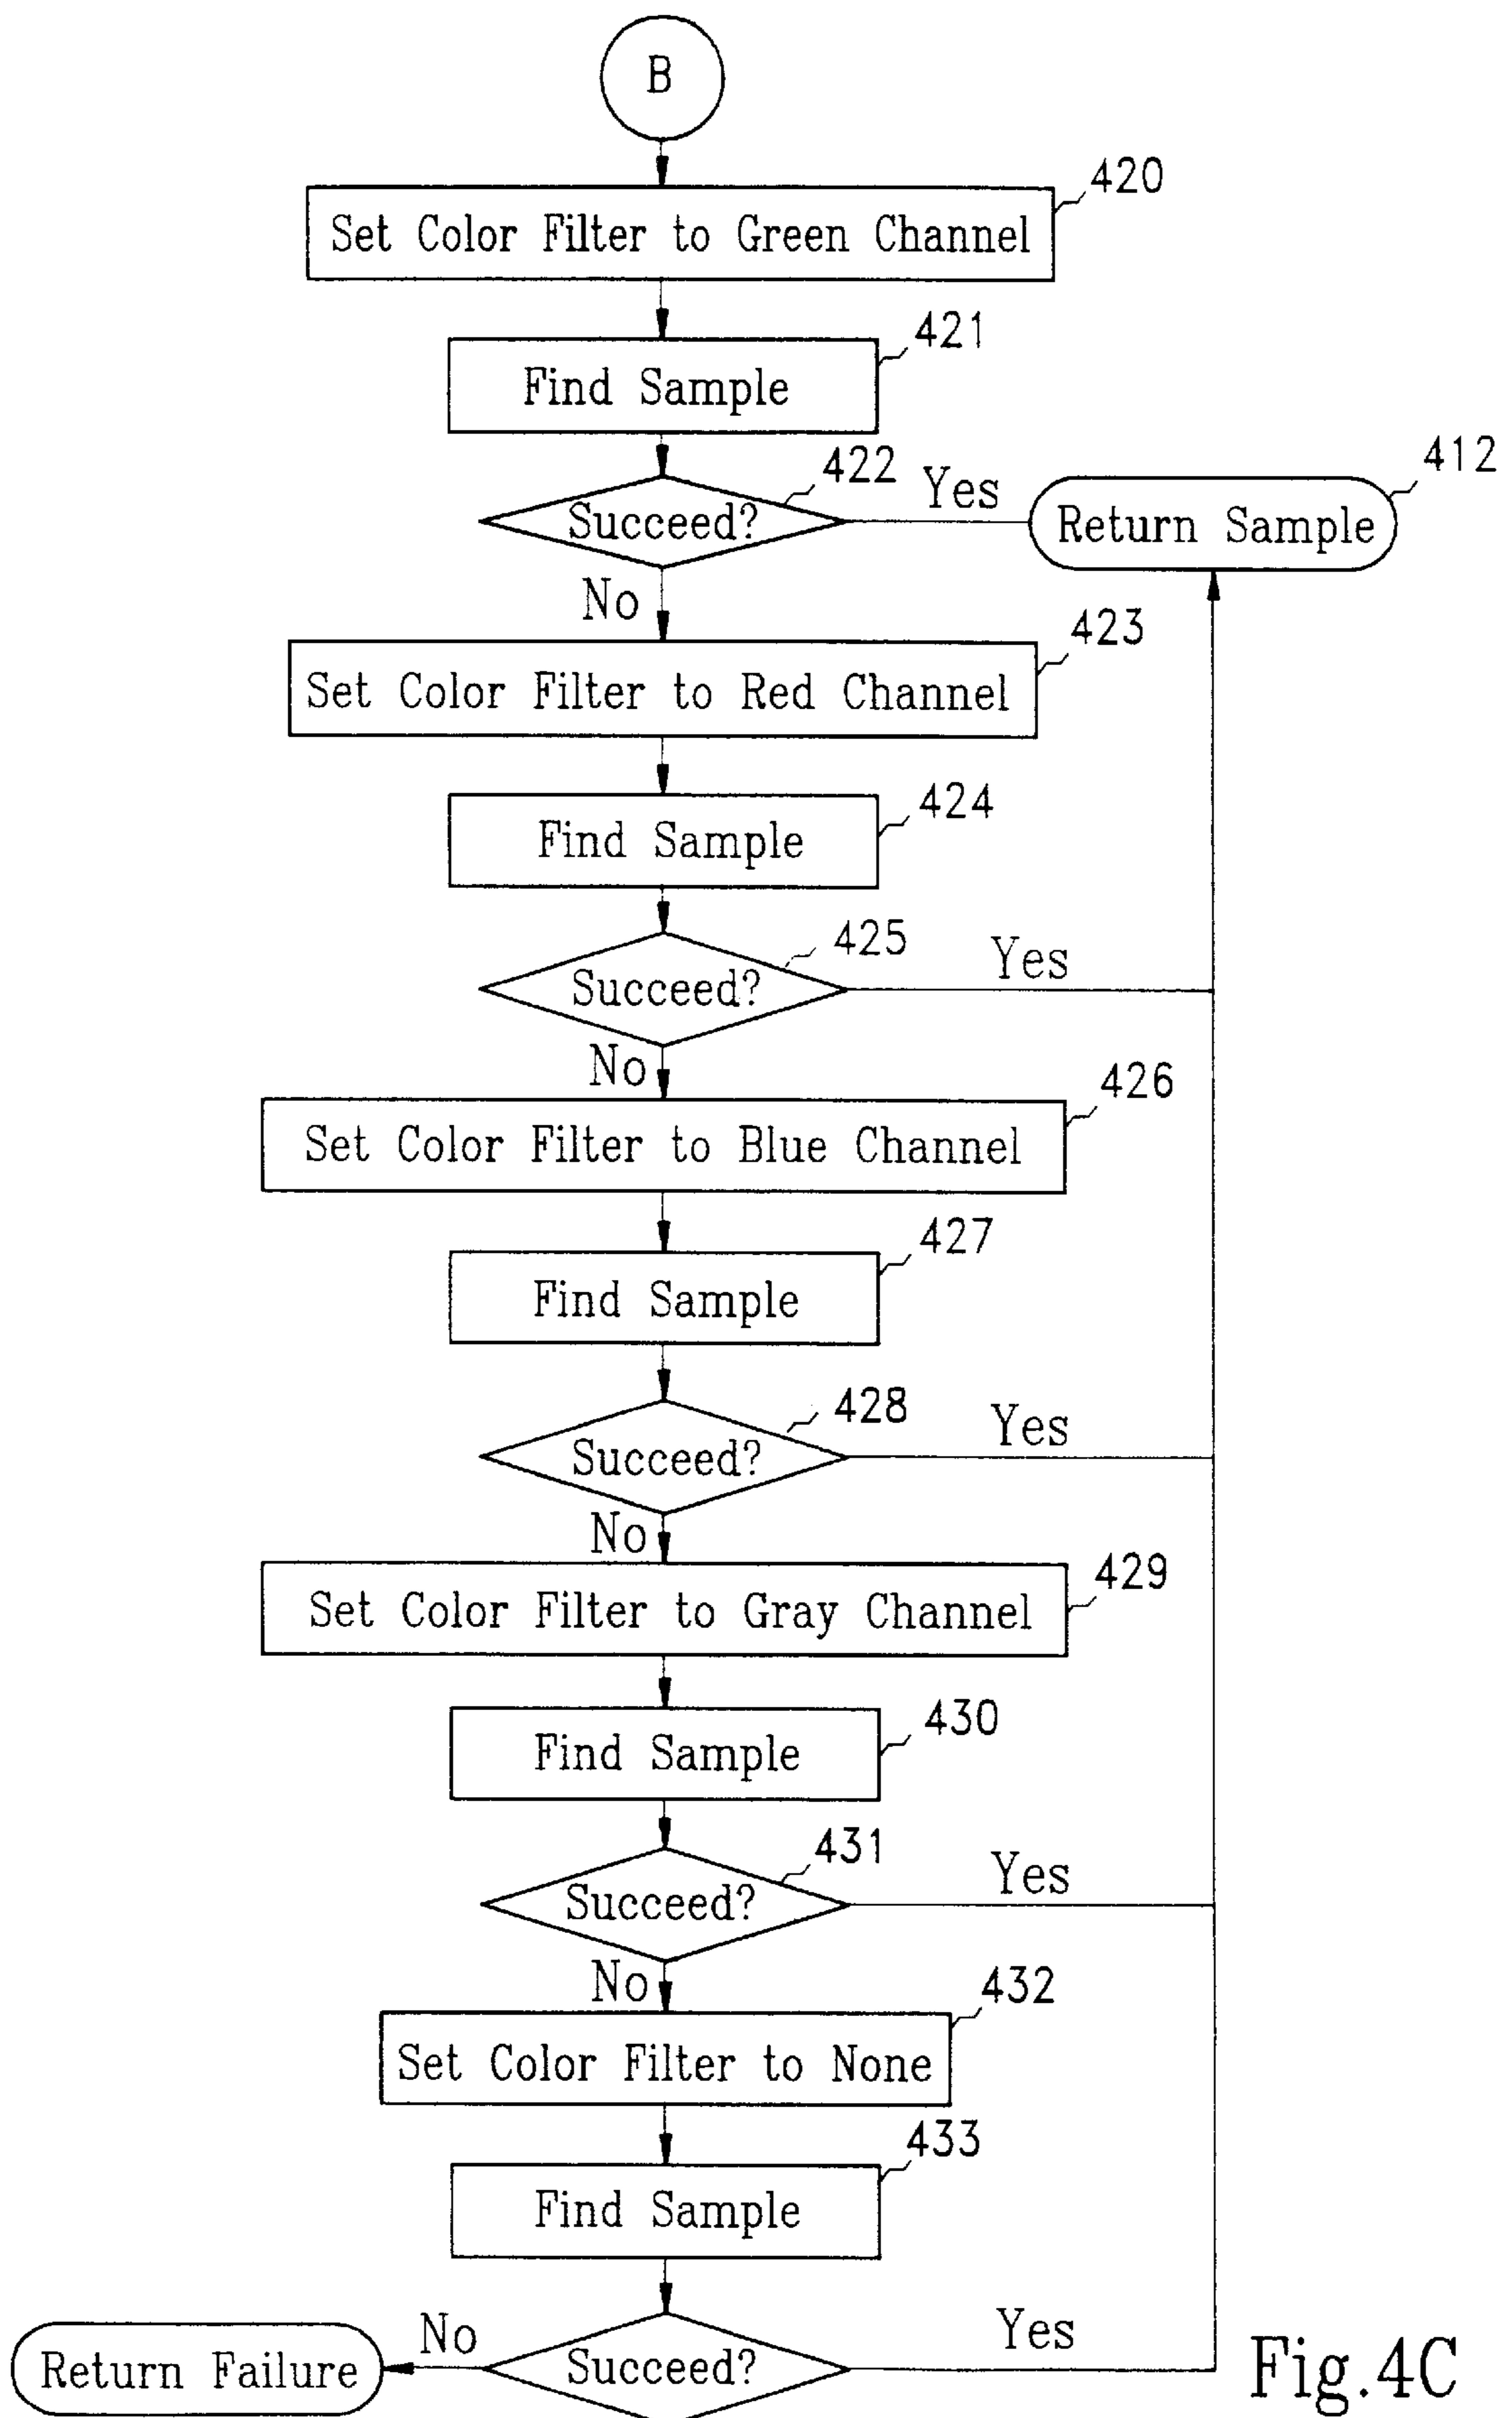 B
420
Set Color Filter to Green Channel
421
Find Sample
422
Succeed?
Yes
412
Return Sample
No
423
Set Color Filter to Red Channel
424
Find Sample
425
Succeed?
Yes
No
426
Set Color Filter to Blue Channel
427
Find Sample
428
Succeed?
Yes
No
429
Set Color Filter to Gray Channel
430
Find Sample
431
Succeed?
Yes
No
432
Set Color Filter to None
433
Find Sample
Return Failure
No
Succeed?
Yes
Fig.4C